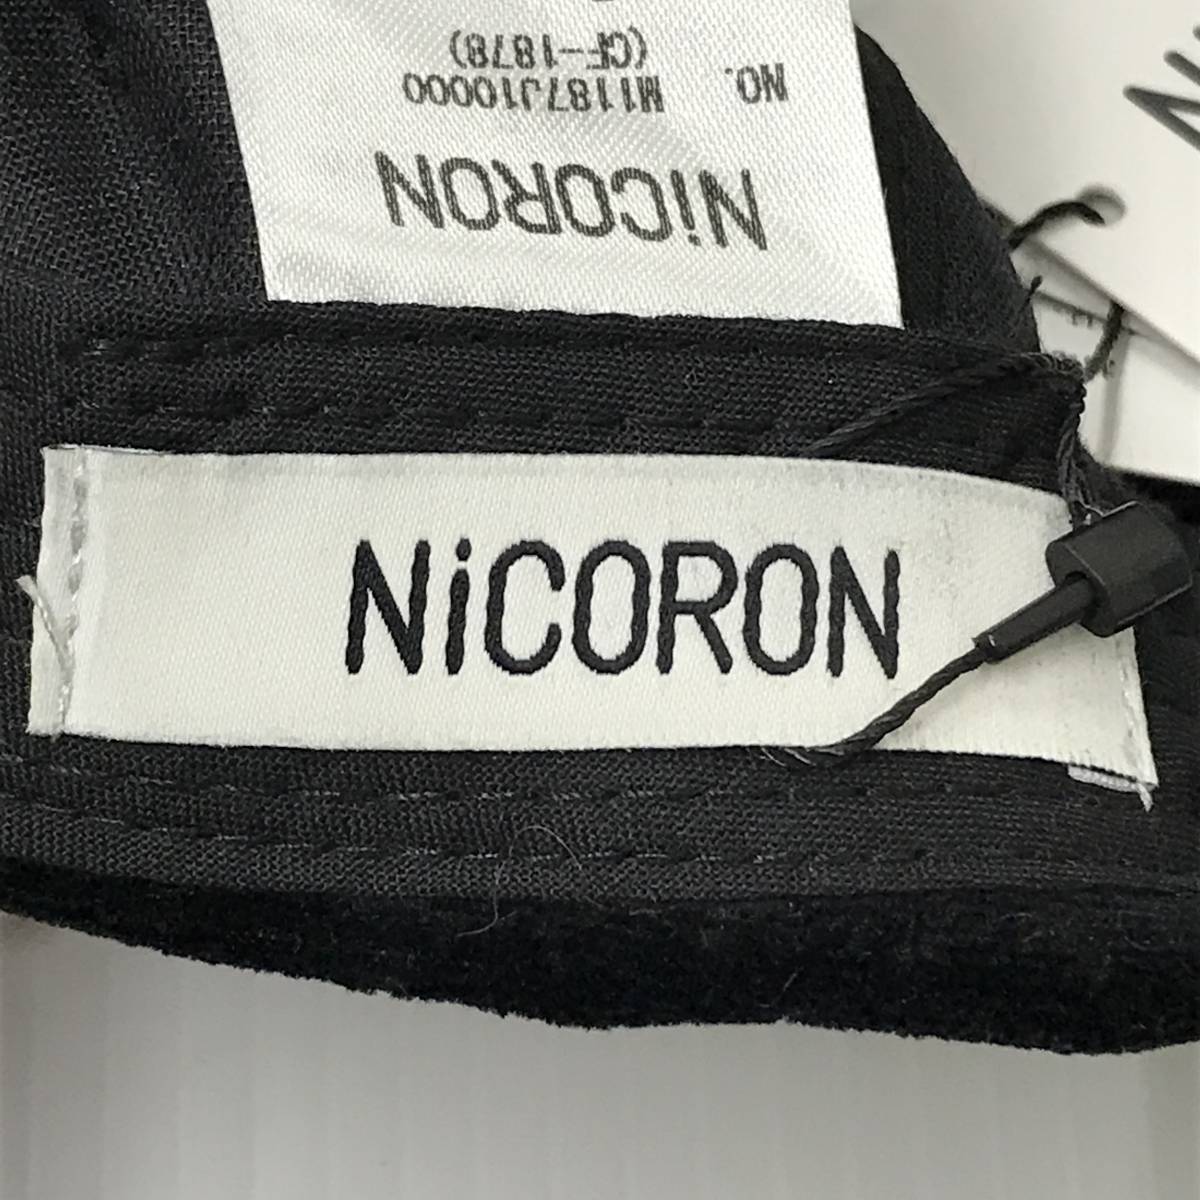 NiCORON
NO. M1187J10000
(CF-1878)
NiCORON